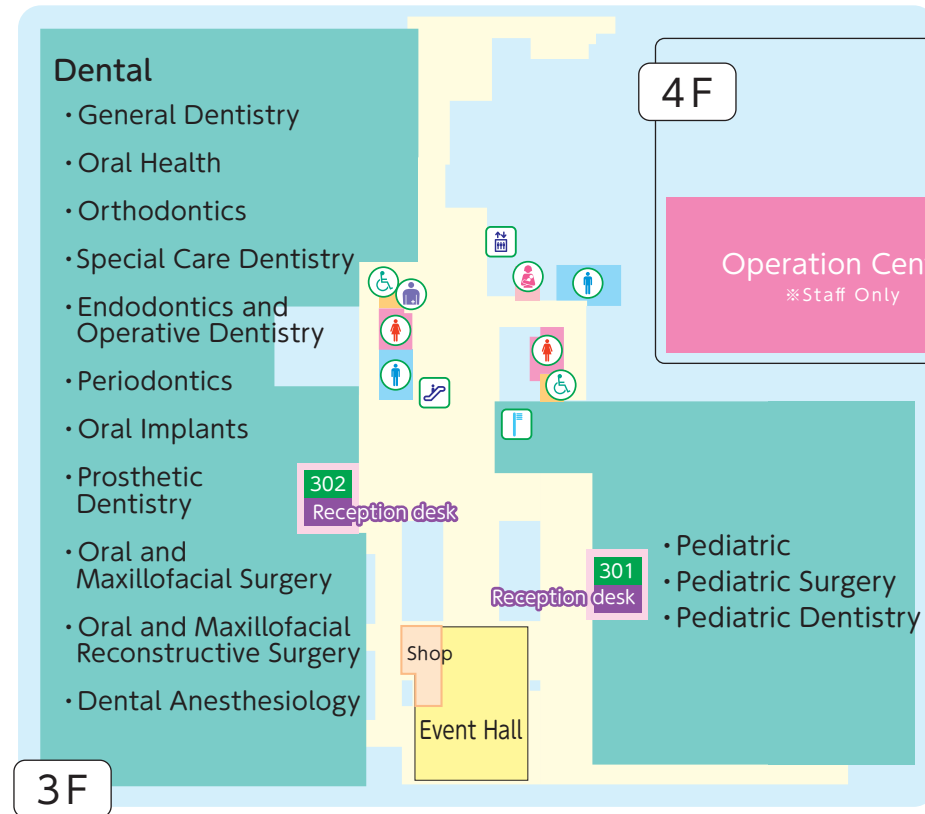 Dental
・General Dentistry
・Oral Health
・Orthodontics
・Special Care Dentistry
・Endodontics and
Operative Dentistry
・Periodontics
・Oral Implants
・Prosthetic
Dentistry
・Oral and
Maxillofacial Surgery
・Oral and Maxillofacial
Reconstructive Surgery
・Dental Anesthesiology
302
Reception desk
3F
4F
Operation Cen
※Staff Only
301
Reception desk
・Pediatric
・Pediatric Surgery
・Pediatric Dentistry
Shop
Event Hall